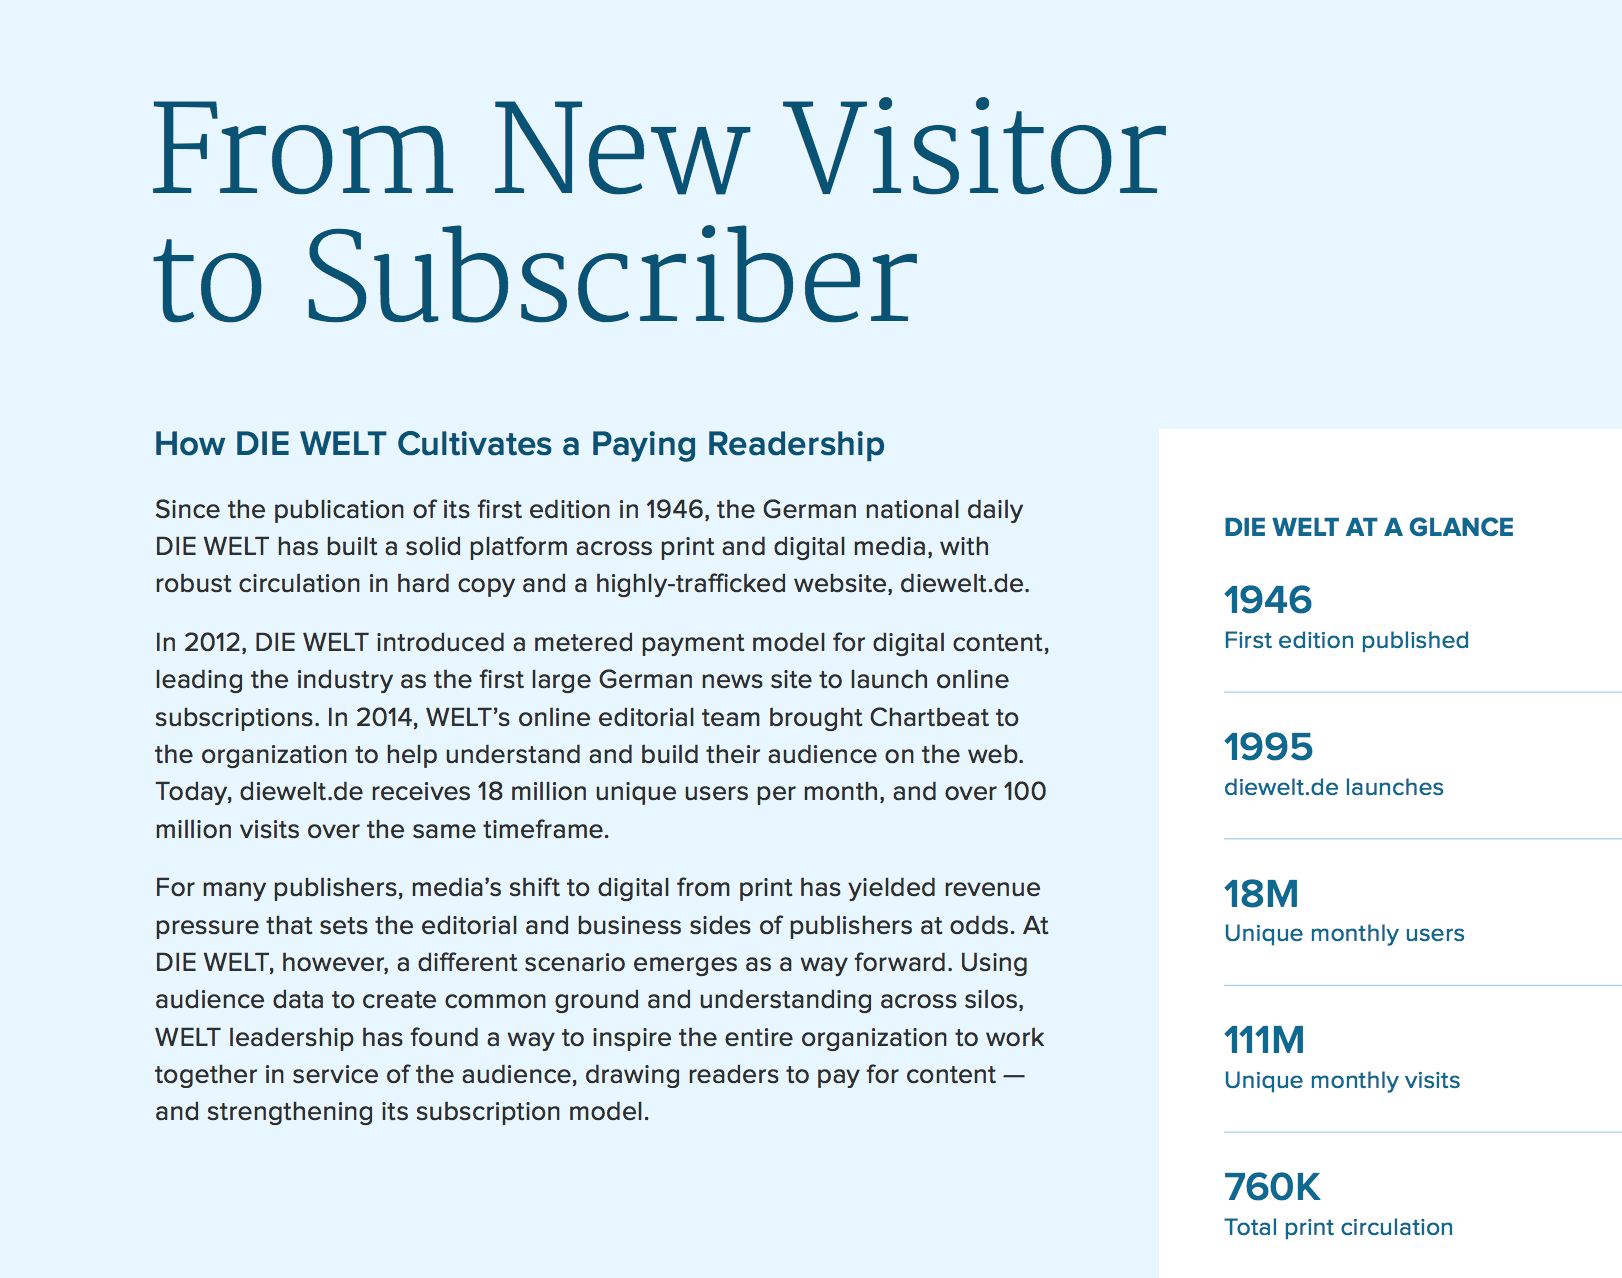 From New Visitor
to Subscriber
How DIE WELT Cultivates a Paying Readership
Since the publication of its first edition in 1946, the German national daily
DIE WELT has built a solid platform across print and digital media, with
robust circulation in hard copy and a highly-trafficked website, diewelt.de.
In 2012, DIE WELT introduced a metered payment model for digital content,
leading the industry as the first large German news site to launch online
subscriptions. In 2014, WELT’s online editorial team brought Chartbeat to
the organization to help understand and build their audience on the web.
Today, diewelt.de receives 18 million unique users per month, and over 100
million visits over the same timeframe.
For many publishers, media’s shift to digital from print has yielded revenue
pressure that sets the editorial and business sides of publishers at odds. At
DIE WELT, however, a different scenario emerges as a way forward. Using
audience data to create common ground and understanding across silos,
WELT leadership has found a way to inspire the entire organization to work
together in service of the audience, drawing readers to pay for content —
and strengthening its subscription model.
DIE WELT AT A GLANCE
1946
First edition published
1995
diewelt.de launches
18M
Unique monthly users
111M
Unique monthly visits
760K
Total print circulation